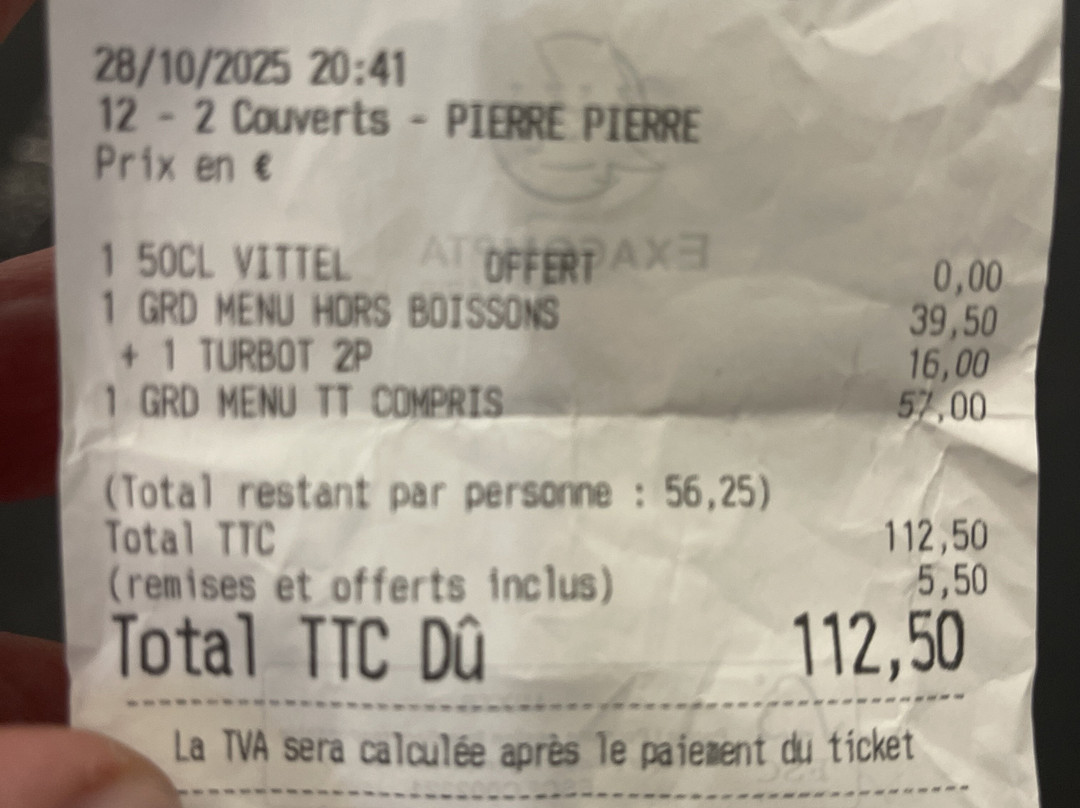 28/10/2025 20:41
12 - 2 Couverts - PIERRE PIERRE
Prix en €
1 50CL VITTEL OFFERT 0,00
1 GRD MENU HORS BOISSONS 39,50
+ 1 TURBOT 2P 16,00
1 GRD MENU TT COMPRIS 57,00
(Total restant par personne : 56,25)
Total TTC 112,50
(remises et offerts inclus) 5,50
Total TTC Dû 112,50
La TVA sera calculée après le paiement du ticket